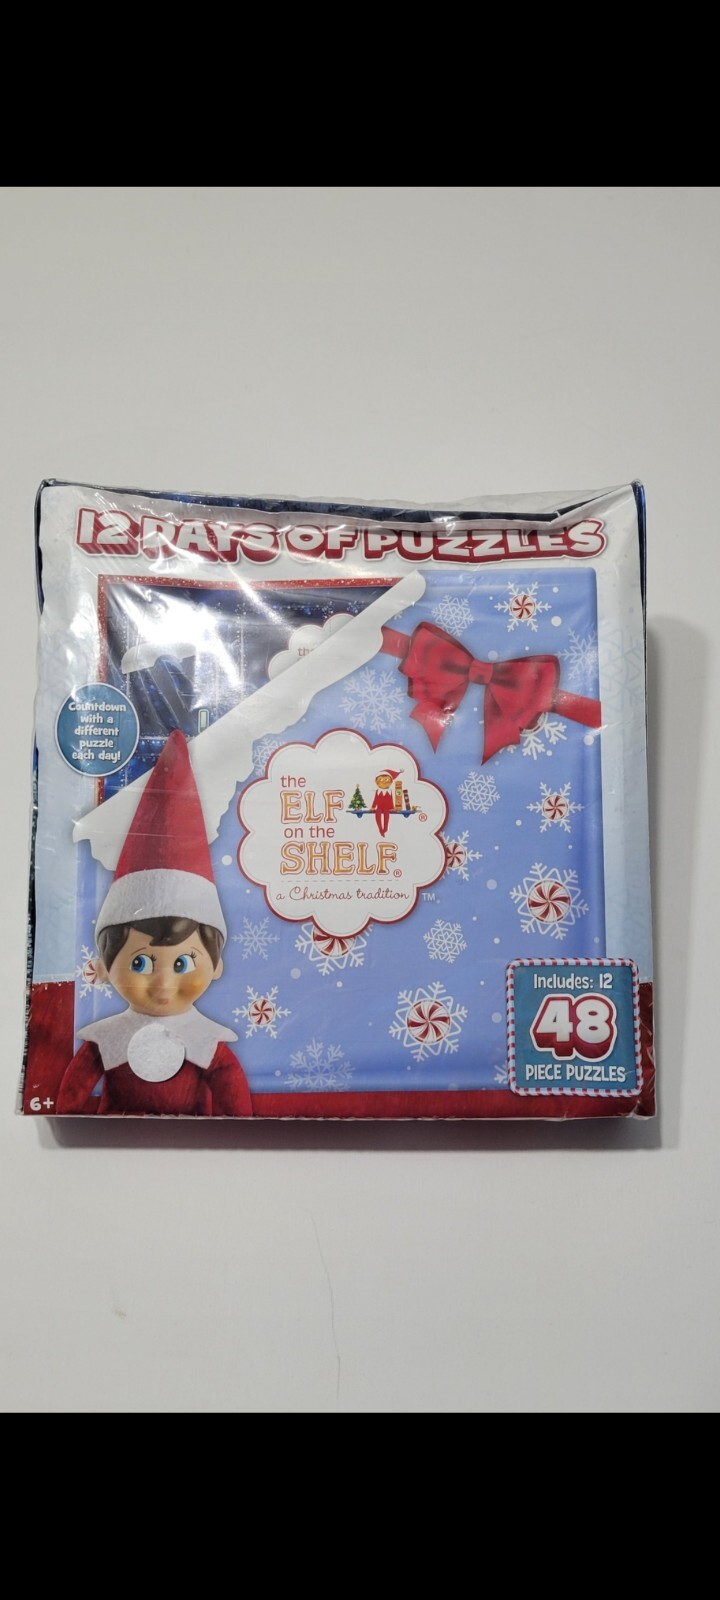 12 DAYS OF PUZZLES
Countdown
with a
different
puzzle
each day!
the
ELF
®
on the
SHELF®
a Christmas tradition™
Includes: 12
48
PIECE PUZZLES
6+